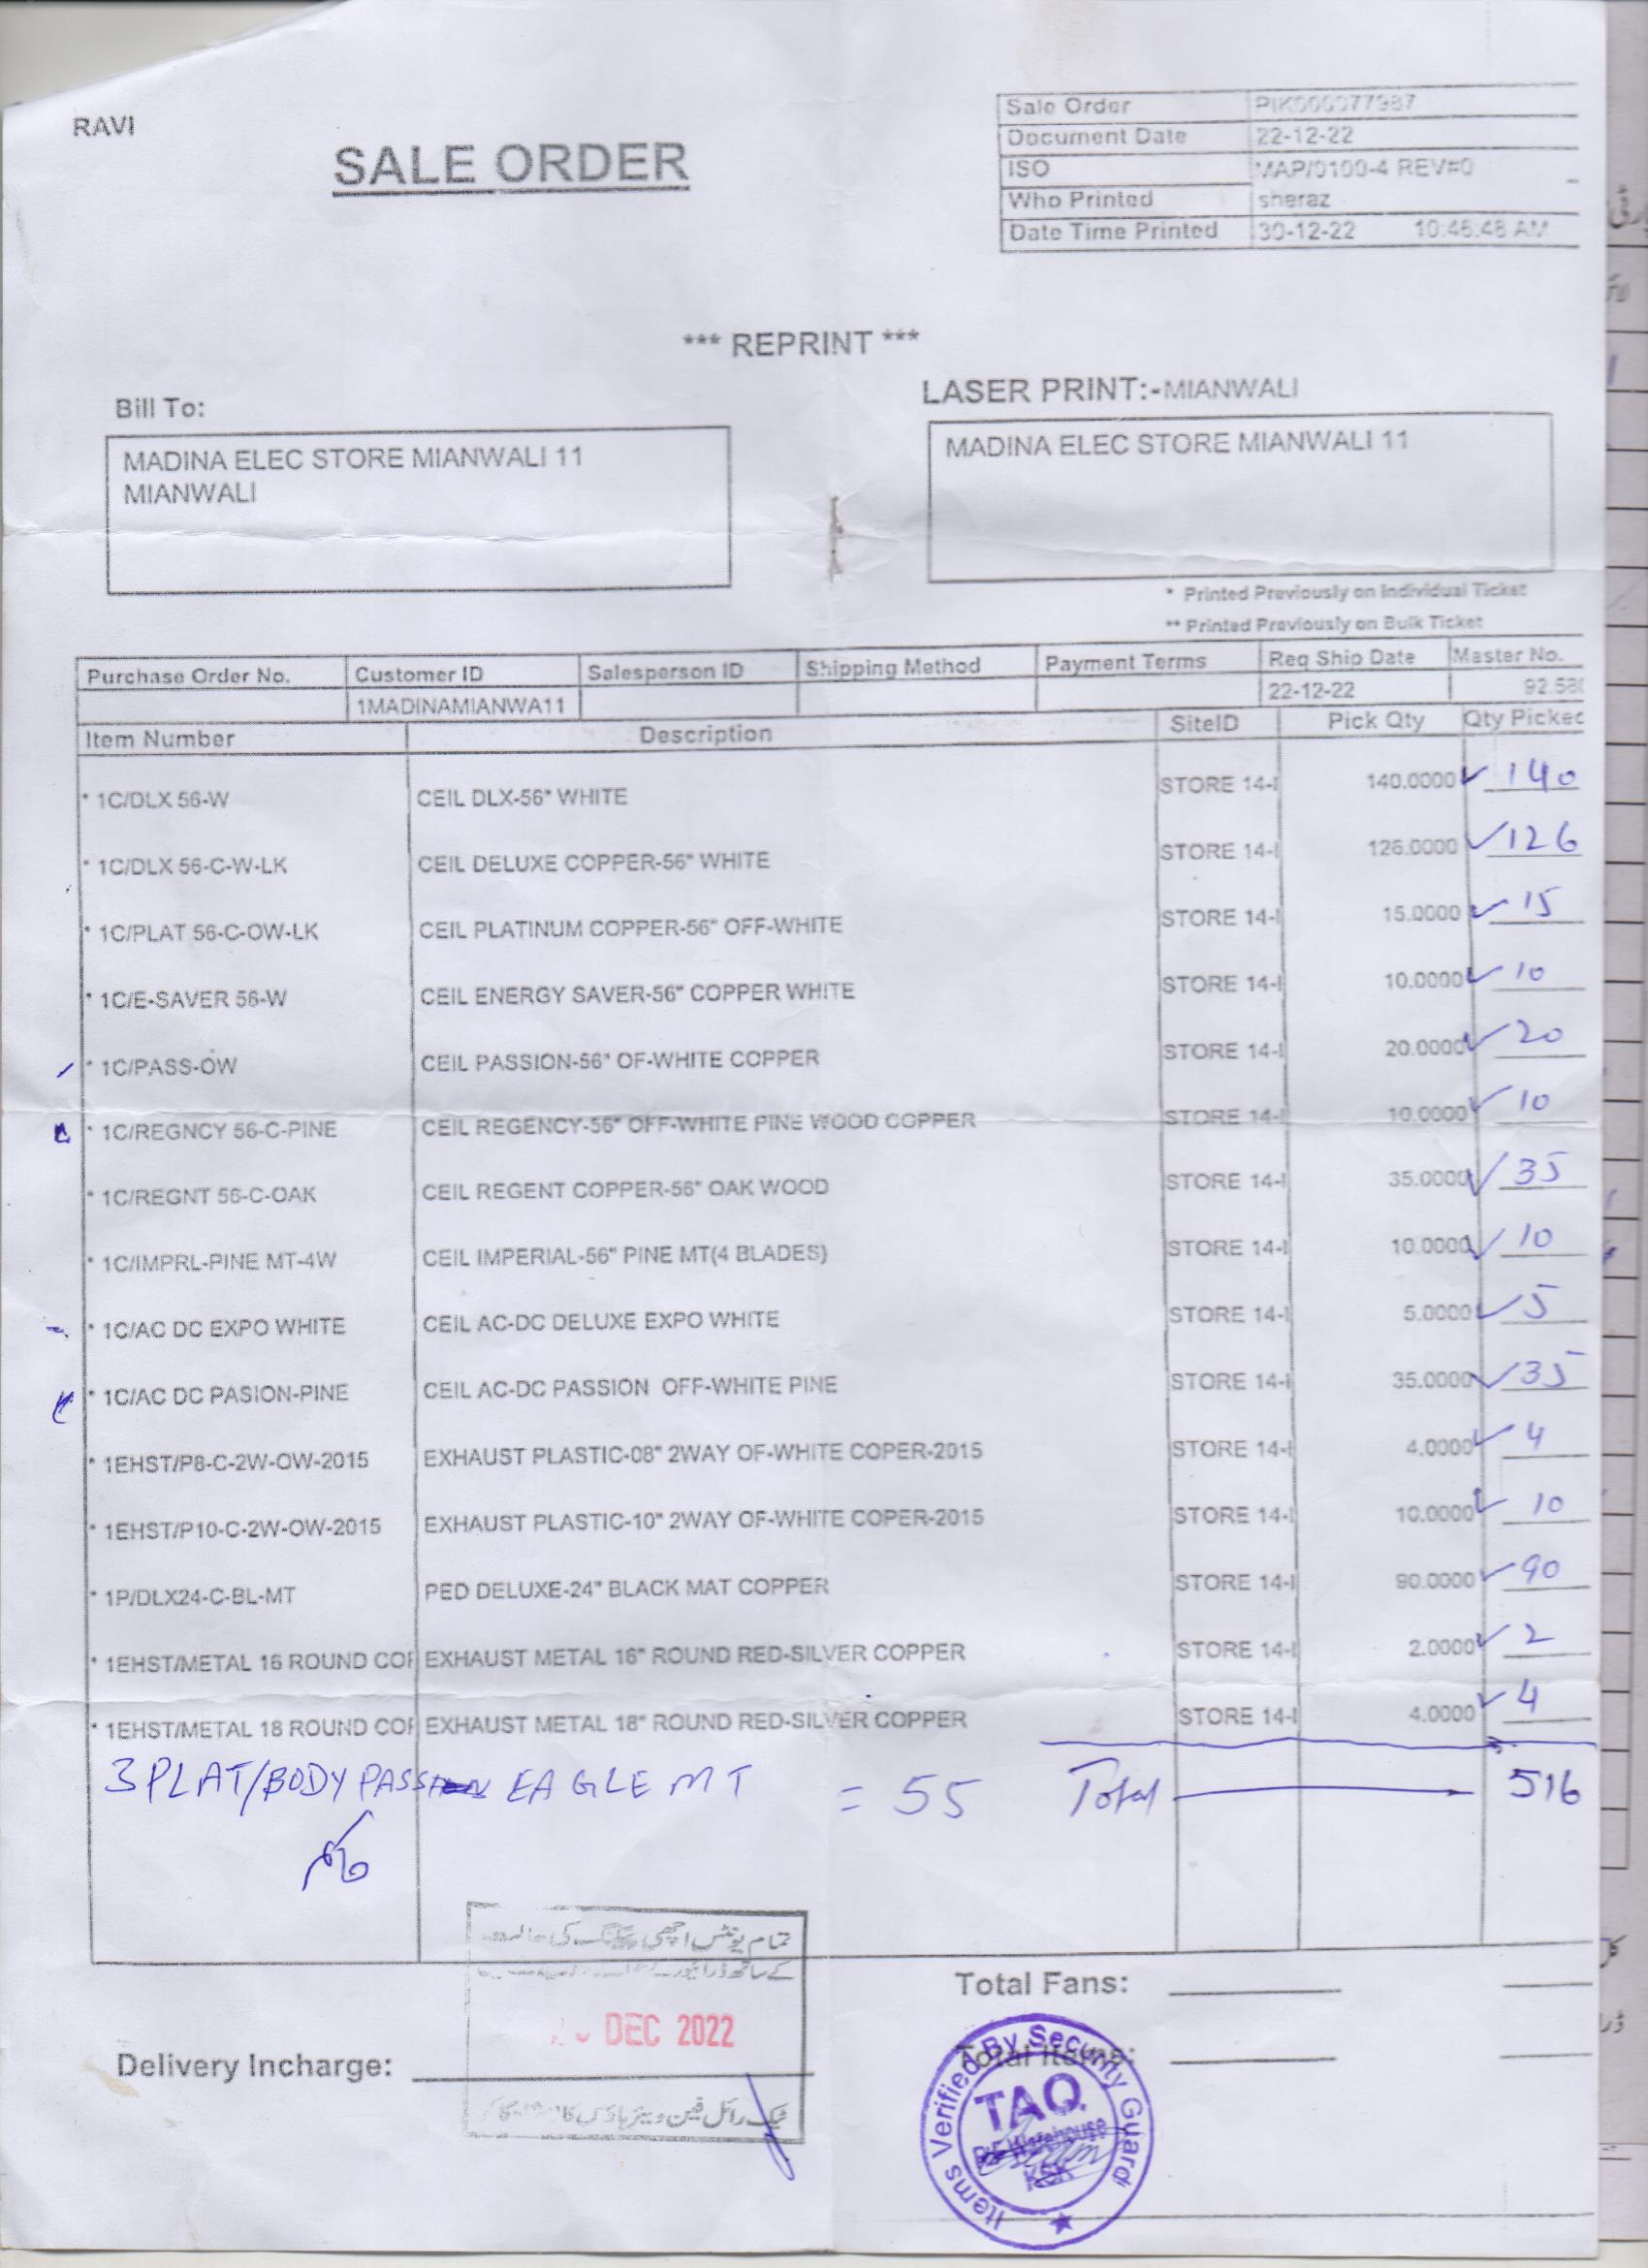 RAVI
SALE ORDER
Sale Order PIK000077987
Document Date 22-12-22
ISO MAP/0100-4 REV#0
Who Printed sheraz
Date Time Printed 30-12-22 10:46:48 AM
*** REPRINT ***
Bill To:
MADINA ELEC STORE MIANWALI 11
MIANWALI
LASER PRINT:-MIANWALI
MADINA ELEC STORE MIANWALI 11
* Printed Previously on Individual Ticket
** Printed Previously on Bulk Ticket
Purchase Order No. Customer ID Salesperson ID Shipping Method Payment Terms Req Ship Date Master No.
1MADINAMIANWA11 22-12-22 92.58
Item Number Description SiteID Pick Qty Qty Picked
* 1C/DLX 56-W CEIL DLX-56" WHITE STORE 14-I 140.0000 ✓ 140
* 1C/DLX 56-C-W-LK CEIL DELUXE COPPER-56" WHITE STORE 14-I 126.0000 ✓ 126
* 1C/PLAT 56-C-OW-LK CEIL PLATINUM COPPER-56" OFF-WHITE STORE 14-I 15.0000 ✓ 15
* 1C/E-SAVER 56-W CEIL ENERGY SAVER-56" COPPER WHITE STORE 14-I 10.0000 ✓ 10
* 1C/PASS-OW CEIL PASSION-56" OF-WHITE COPPER STORE 14-I 20.0000 ✓ 20
* 1C/REGNCY 56-C-PINE CEIL REGENCY-56" OFF-WHITE PINE WOOD COPPER STORE 14-I 10.0000 ✓ 10
* 1C/REGNT 56-C-OAK CEIL REGENT COPPER-56" OAK WOOD STORE 14-I 35.0000 ✓ 35
* 1C/IMPRL-PINE MT-4W CEIL IMPERIAL-56" PINE MT(4 BLADES) STORE 14-I 10.0000 ✓ 10
* 1C/AC DC EXPO WHITE CEIL AC-DC DELUXE EXPO WHITE STORE 14-I 5.0000 ✓ 5
* 1C/AC DC PASION-PINE CEIL AC-DC PASSION OFF-WHITE PINE STORE 14-I 35.0000 ✓ 35
* 1EHST/P8-C-2W-OW-2015 EXHAUST PLASTIC-08" 2WAY OF-WHITE COPER-2015 STORE 14-I 4.0000 ✓ 4
* 1EHST/P10-C-2W-OW-2015 EXHAUST PLASTIC-10" 2WAY OF-WHITE COPER-2015 STORE 14-I 10.0000 ✓ 10
* 1P/DLX24-C-BL-MT PED DELUXE-24" BLACK MAT COPPER STORE 14-I 90.0000 ✓ 90
* 1EHST/METAL 16 ROUND COF EXHAUST METAL 16" ROUND RED-SILVER COPPER STORE 14-I 2.0000 ✓ 2
* 1EHST/METAL 18 ROUND COF EXHAUST METAL 18" ROUND RED-SILVER COPPER STORE 14-I 4.0000 ✓ 4
3 PLAT/BODY PASSION EAGLE MT = 55 Total 516
تمام یونٹس اچھی پیکنگ کی حالت
کے ساتھ ڈرائیور
DEC 2022
رائل فین ویئر ہاؤس
Total Fans:
Delivery Incharge:
Total Items:
Items Verified By Security Guard
TAQ
RF Warehouse
KSK